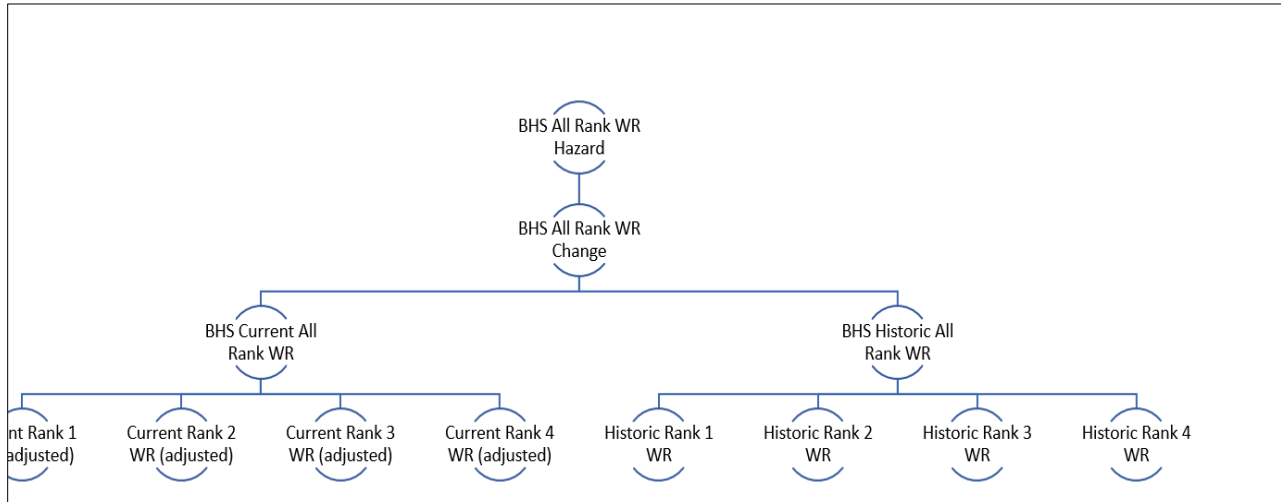 BHS All Rank WR
Hazard
BHS All Rank WR
Change
BHS Current All
Rank WR
BHS Historic All
Rank WR
nt Rank 1
adjusted)
Current Rank 2
WR (adjusted)
Current Rank 3
WR (adjusted)
Current Rank 4
WR (adjusted)
Historic Rank 1
WR
Historic Rank 2
WR
Historic Rank 3
WR
Historic Rank 4
WR